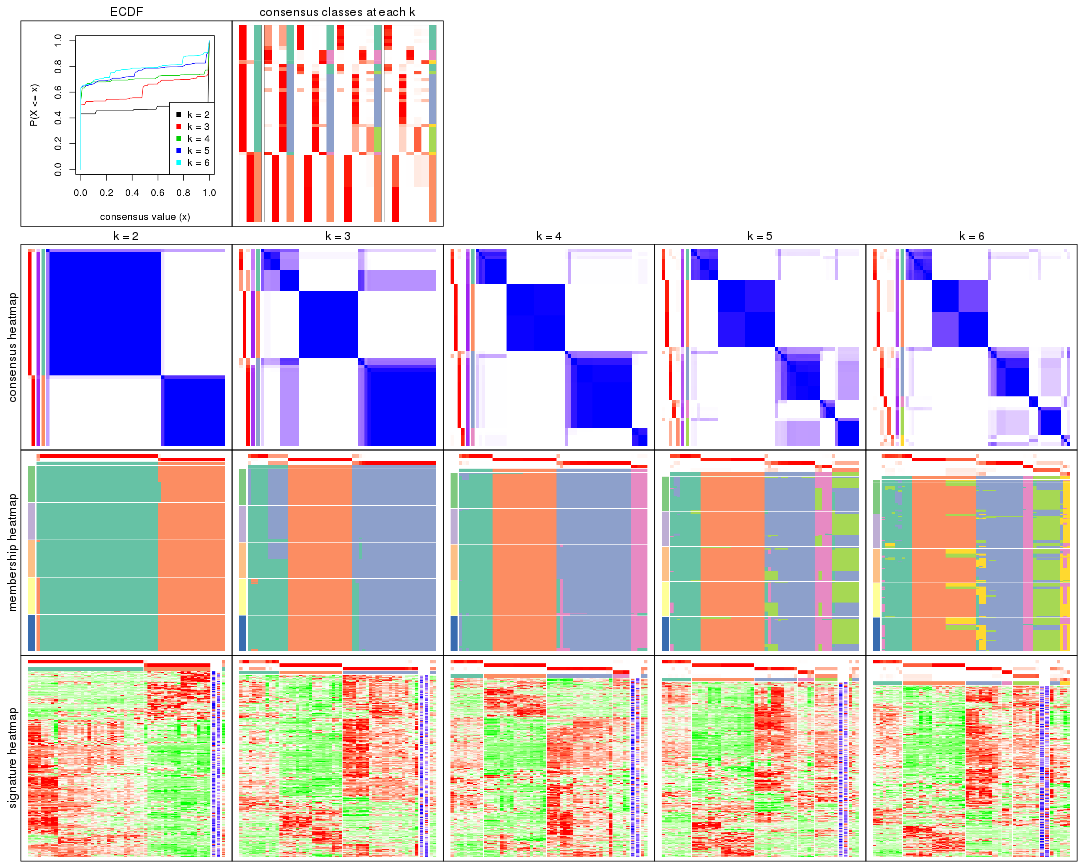 ECDF
consensus classes at each k
P(X <= x)
1.0
0.8
0.6
0.4
0.2
0.0
k = 2
k = 3
k = 4
k = 5
k = 6
0.0 0.2 0.4 0.6 0.8 1.0
consensus value (x)
k = 2
k = 3
k = 4
k = 5
k = 6
consensus heatmap
membership heatmap
signature heatmap